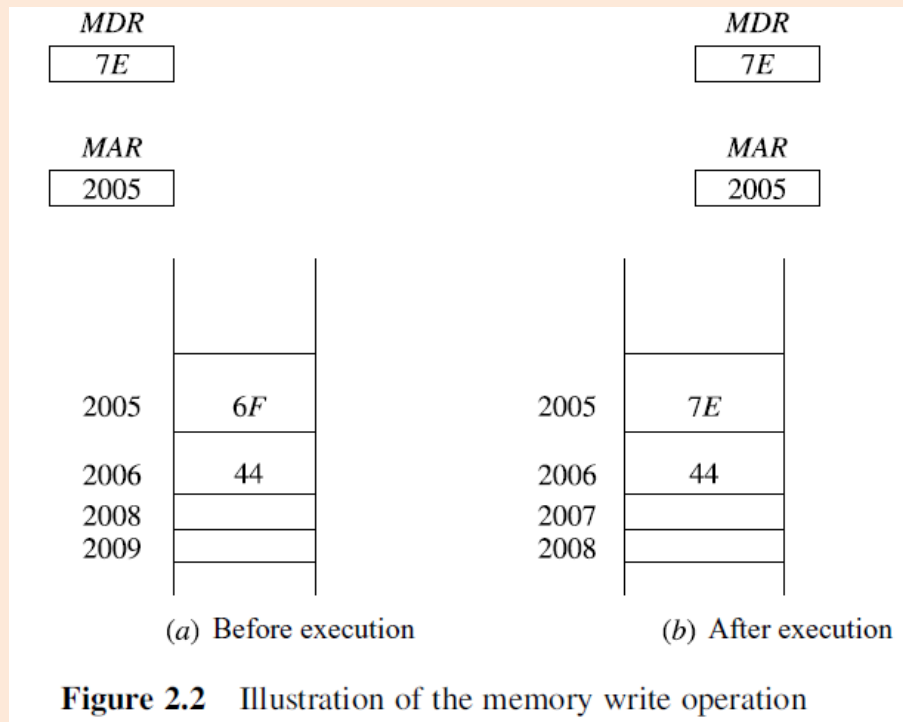 MDR MDR
7E 7E
MAR MAR
2005 2005
2005 6F 2005 7E
2006 44 2006 44
2008 2007
2009 2008
(a) Before execution (b) After execution
Figure 2.2 Illustration of the memory write operation